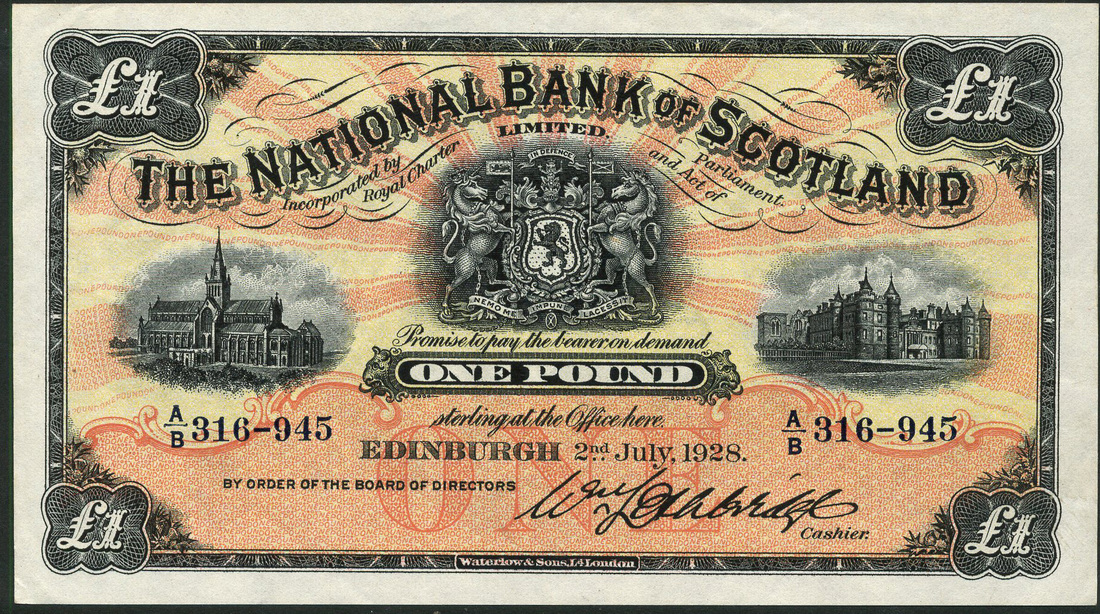 £1 £1
THE NATIONAL BANK OF SCOTLAND
LIMITED.
Incorporated by Royal Charter and Act of Parliament.
IN DEFENCE
NEMO ME IMPUNE LACESSIT
Promise to pay the bearer on demand
ONE POUND
sterling at the Office here.
A/B 316-945 A/B 316-945
EDINBURGH 2nd July, 1928.
ONE
BY ORDER OF THE BOARD OF DIRECTORS
Cashier.
£1 £1
Waterlow & Sons, Ld London